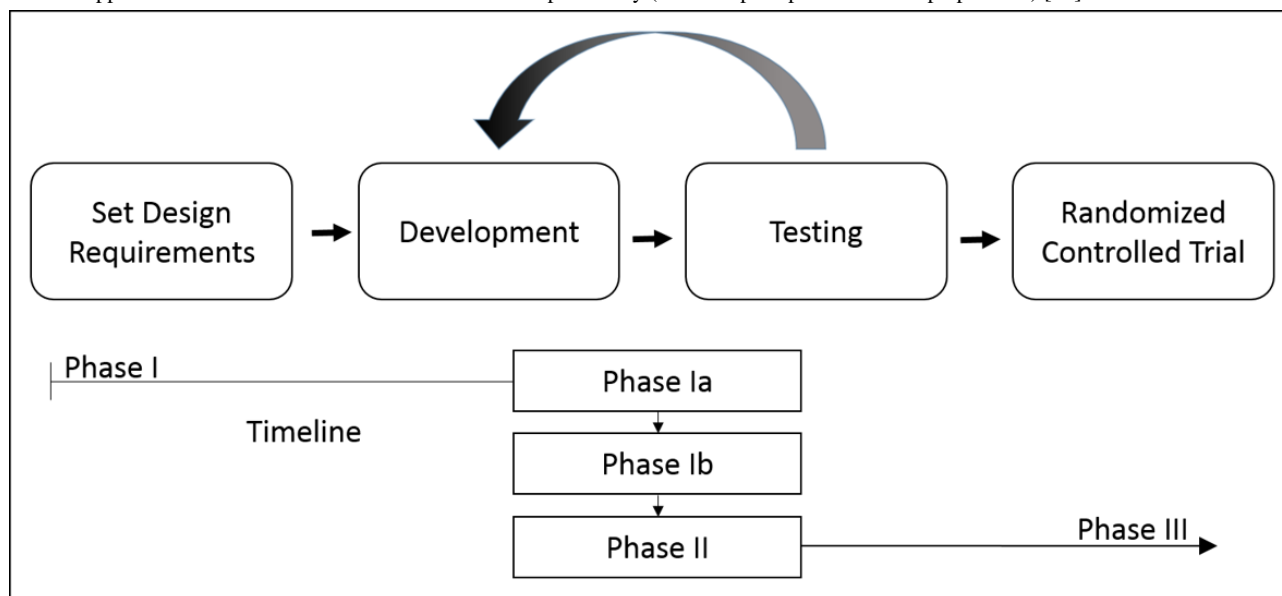 Set Design
Requirements
Development
Testing
Randomized
Controlled Trial
Phase I
Phase Ia
Timeline
Phase Ib
Phase II
Phase III